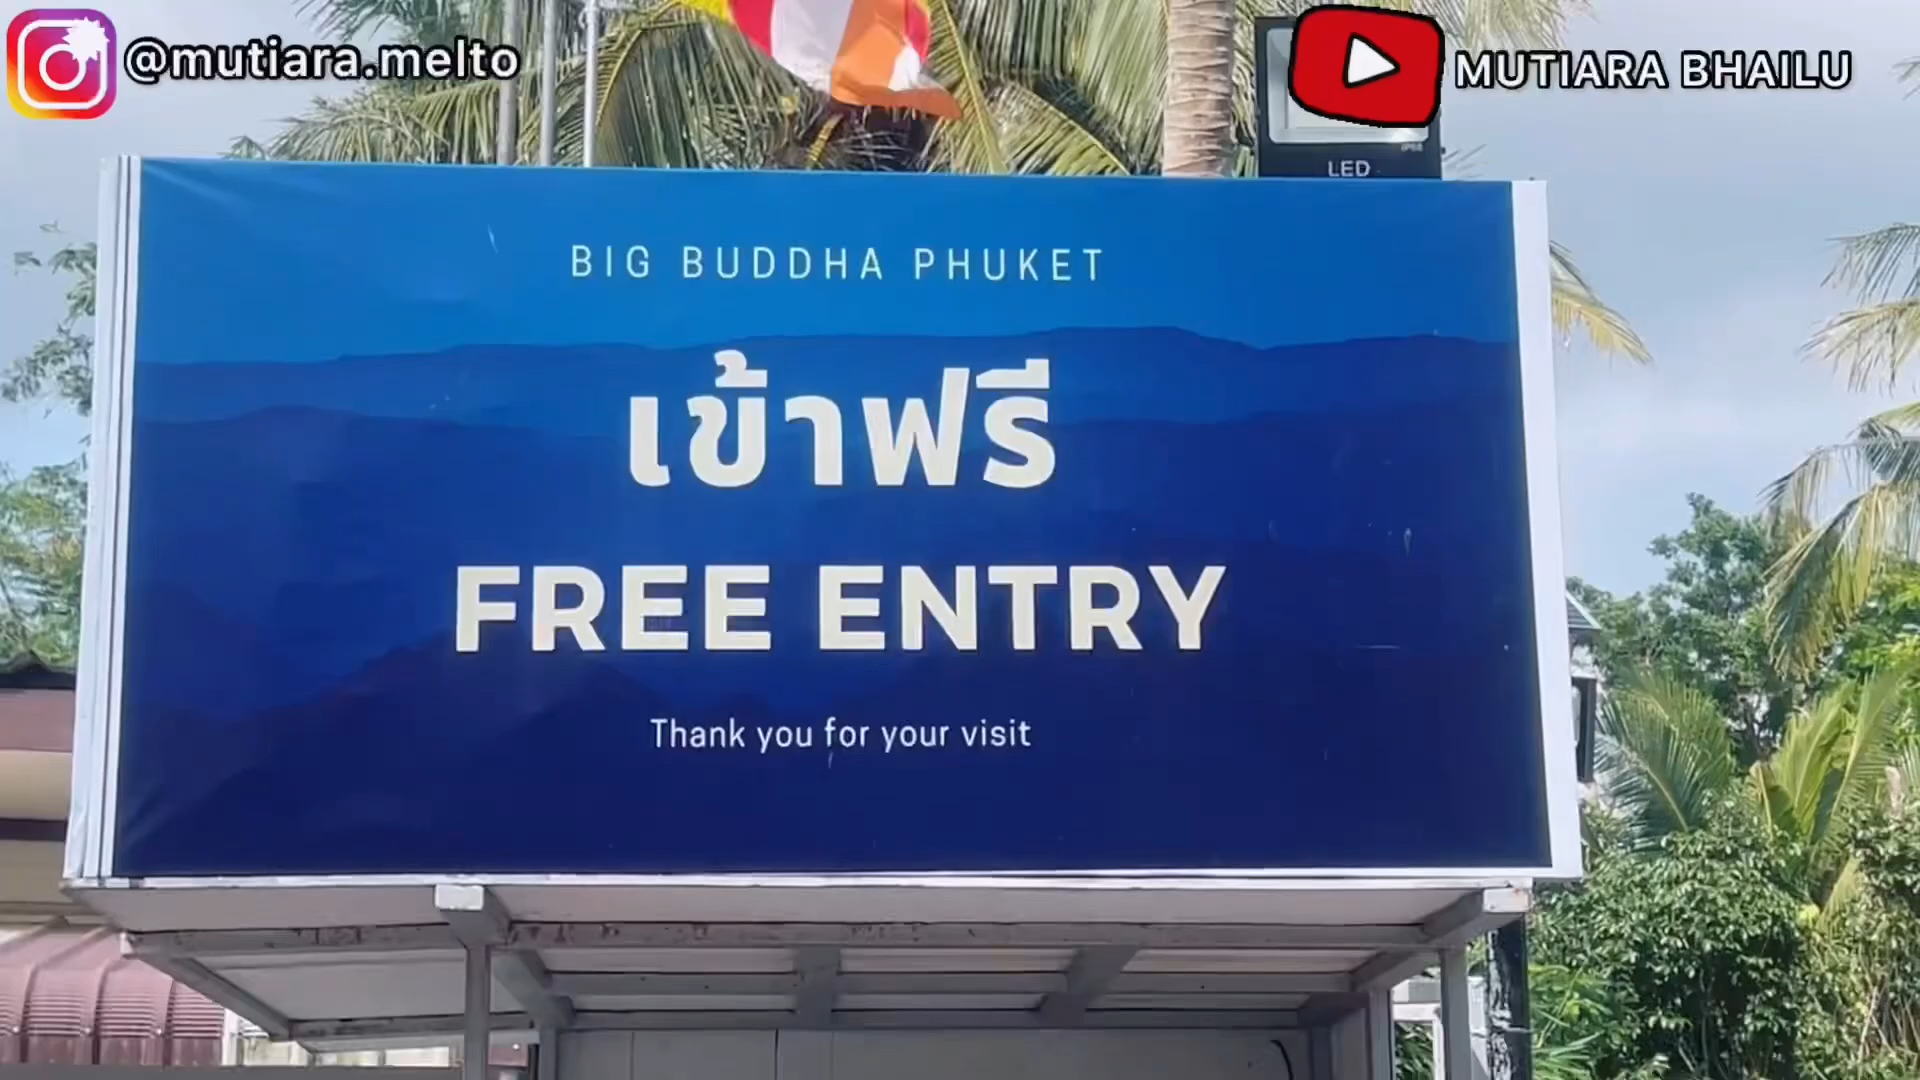 @mutiara.melto
MUTIARA BHAILU
LED
BIG BUDDHA PHUKET
เข้าฟรี
FREE ENTRY
Thank you for your visit